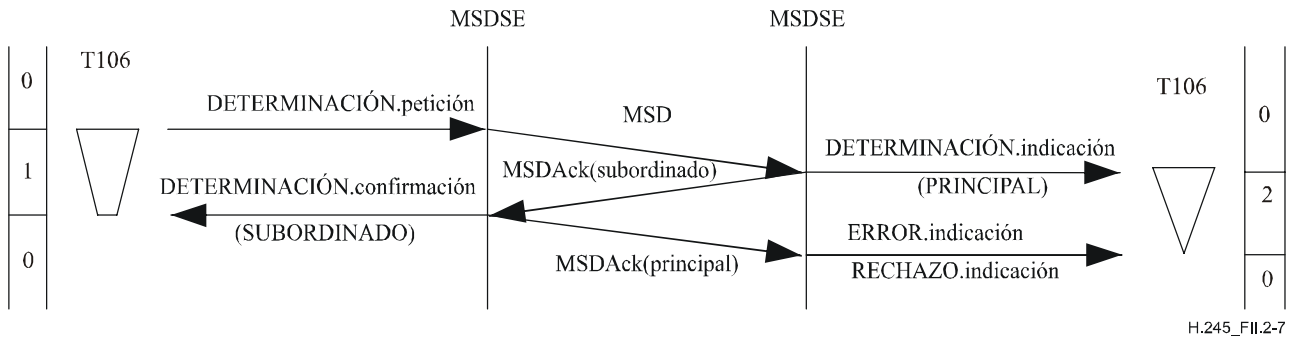 MSDSE MSDSE
T106
0
DETERMINACIÓN.petición
MSD
T106
0
1
MSDAck(subordinado)
DETERMINACIÓN.indicación
(PRINCIPAL)
DETERMINACIÓN.confirmación
(SUBORDINADO)
2
ERROR.indicación
0
MSDAck(principal)
RECHAZO.indicación
0
H.245_FII.2-7